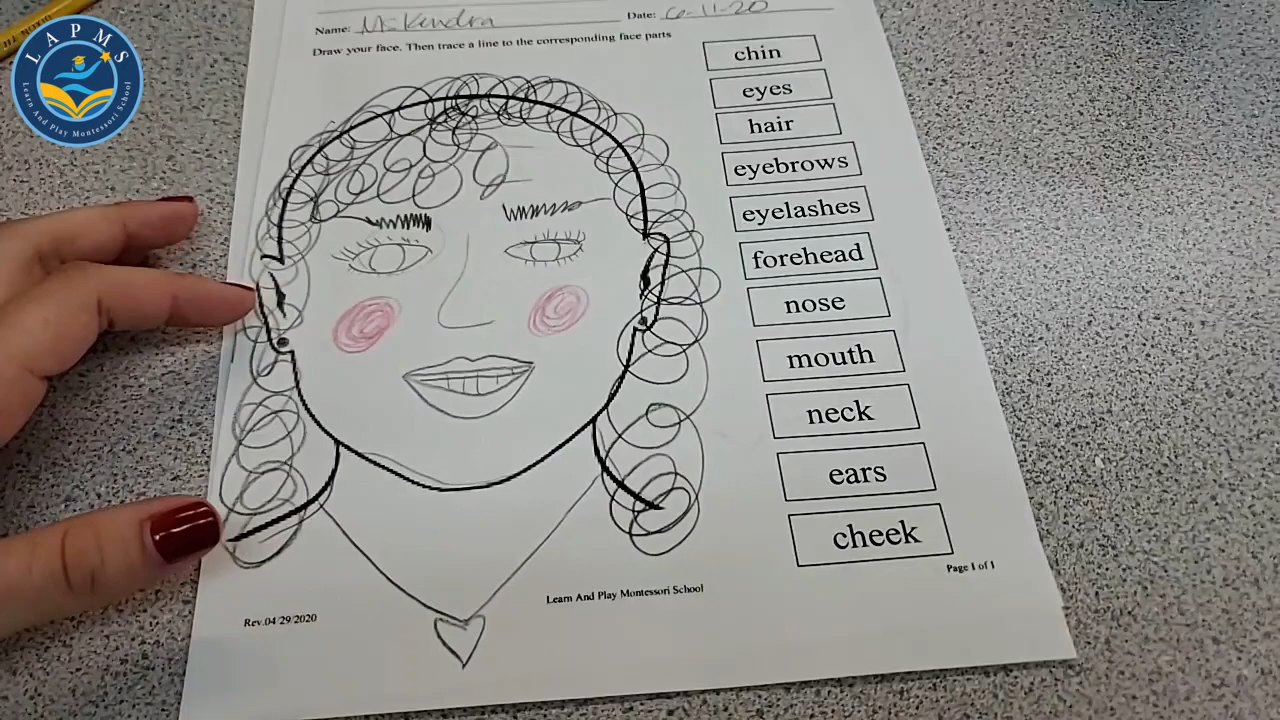 LAPMS
Learn And Play Montessori School
Name: McKendra Date: 6-11-20
Draw your face. Then trace a line to the corresponding face parts
chin
eyes
hair
eyebrows
eyelashes
forehead
nose
mouth
neck
ears
cheek
Page 1 of 1
Learn And Play Montessori School
Rev.04/29/2020